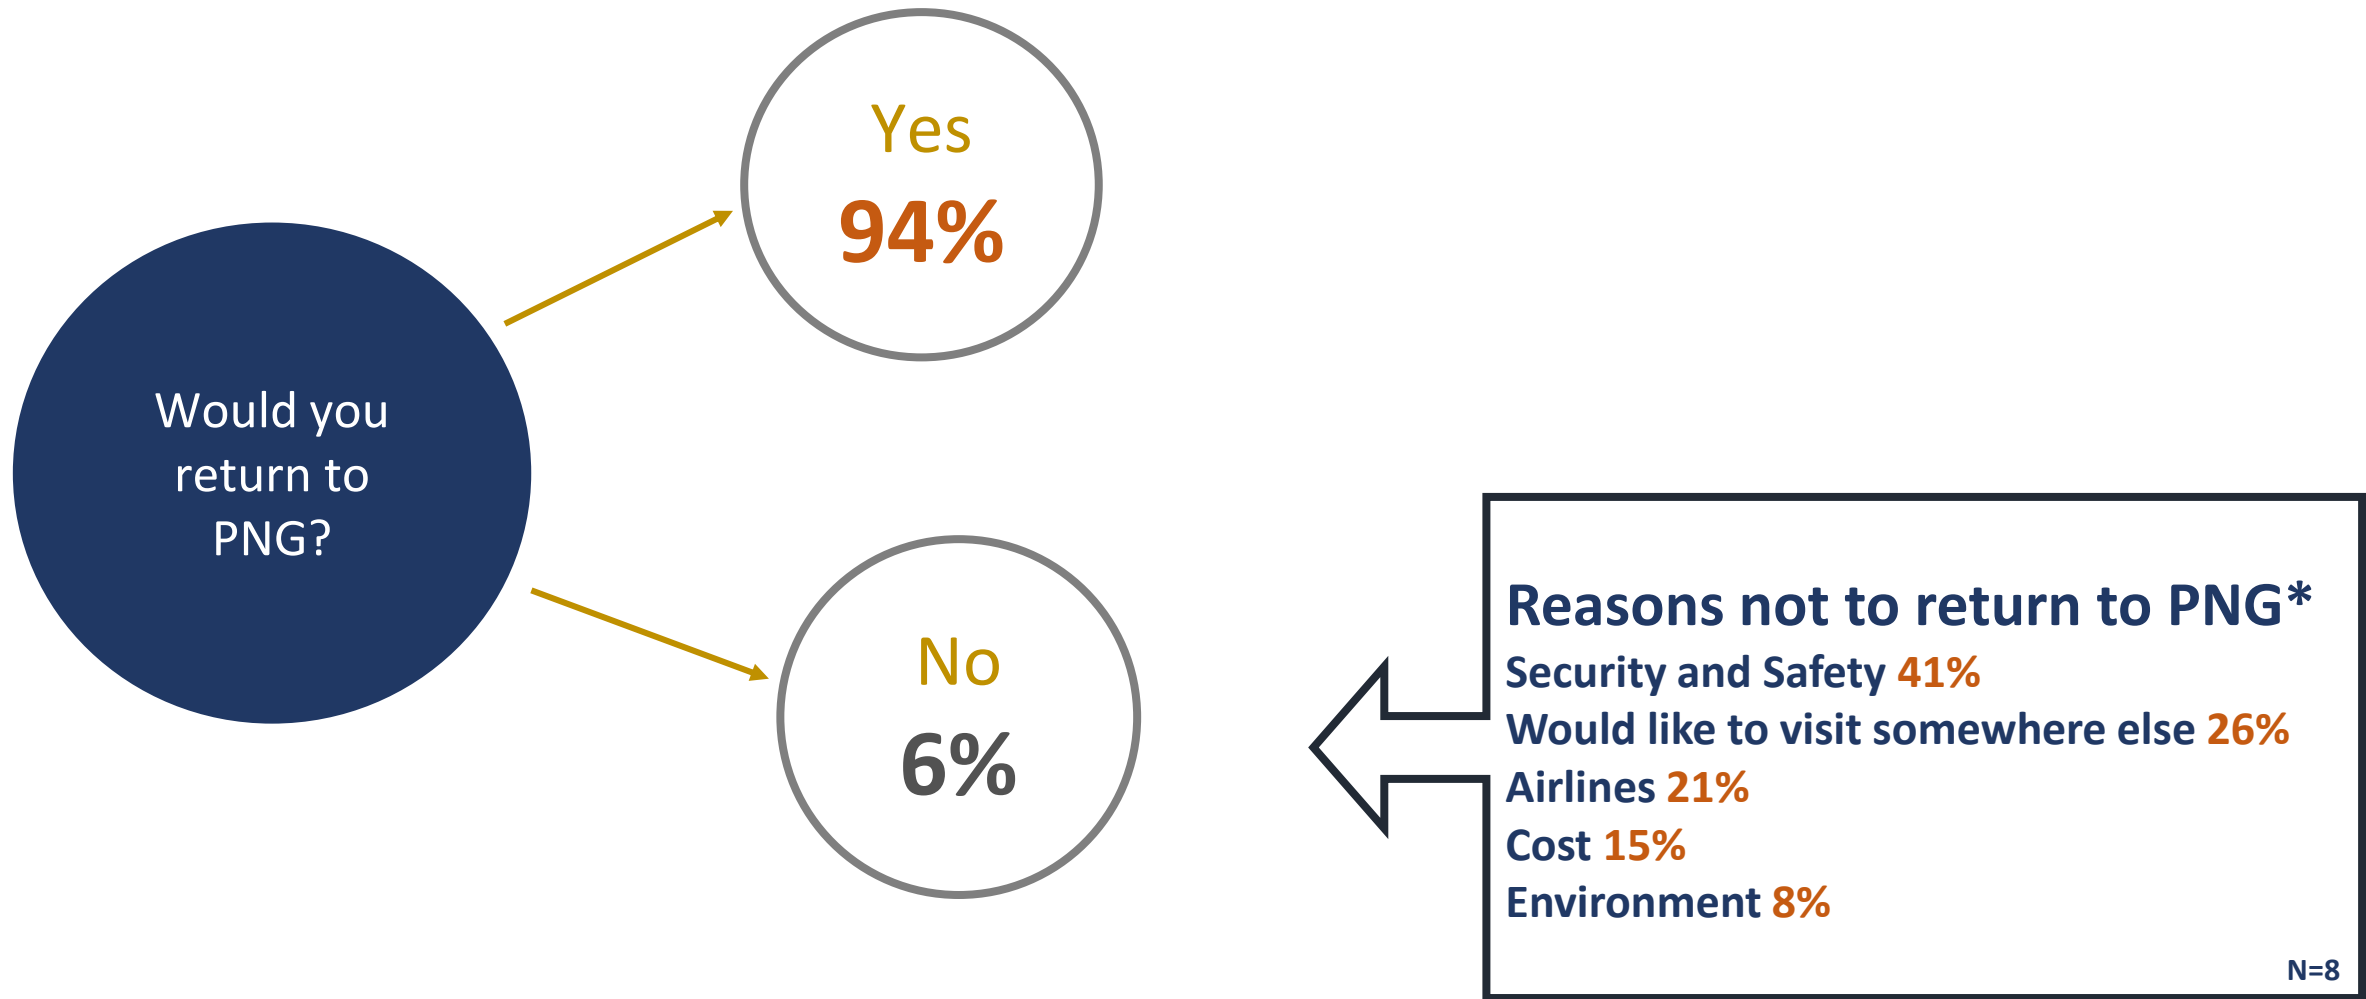 Would you
return to
PNG?
Yes
94%
No
6%
Reasons not to return to PNG*
Security and Safety 41%
Would like to visit somewhere else 26%
Airlines 21%
Cost 15%
Environment 8%
N=8